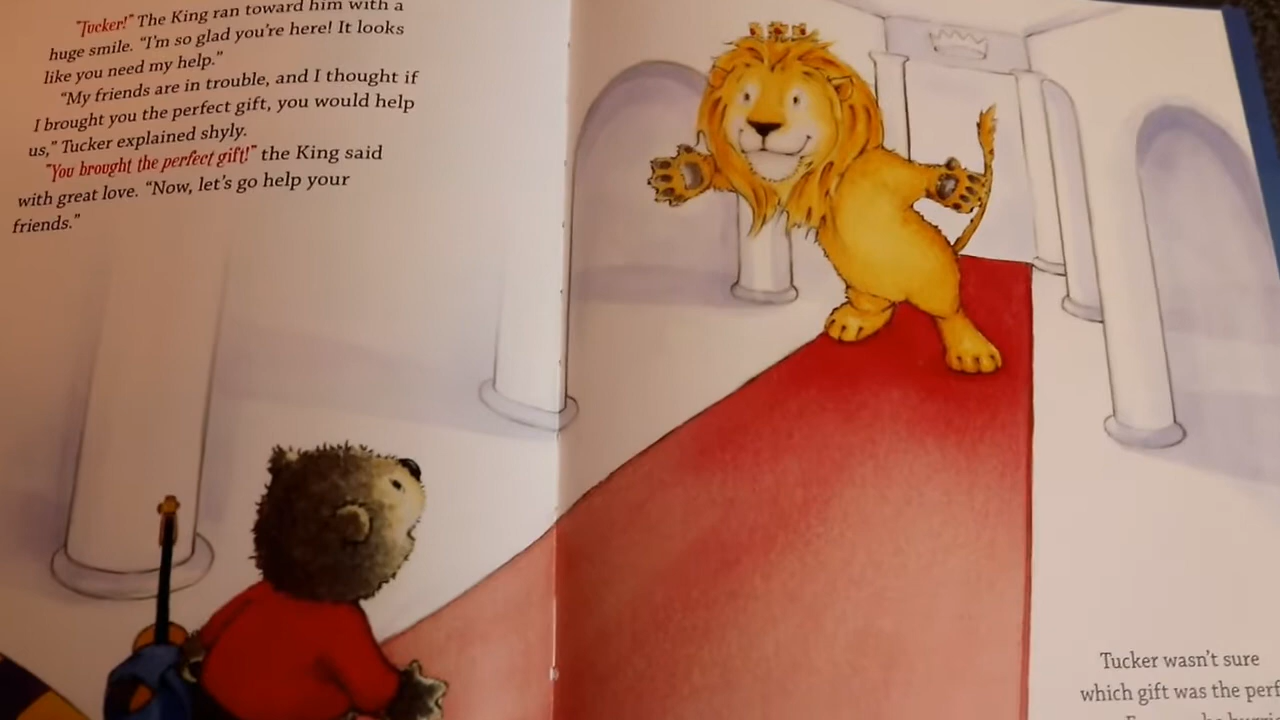 "Tucker!" The King ran toward him with a
huge smile. "I'm so glad you're here! It looks
like you need my help."
"My friends are in trouble, and I thought if
I brought you the perfect gift, you would help
us," Tucker explained shyly.
"You brought the perfect gift!" the King said
with great love. "Now, let's go help your
friends."
Tucker wasn't sure
which gift was the perf